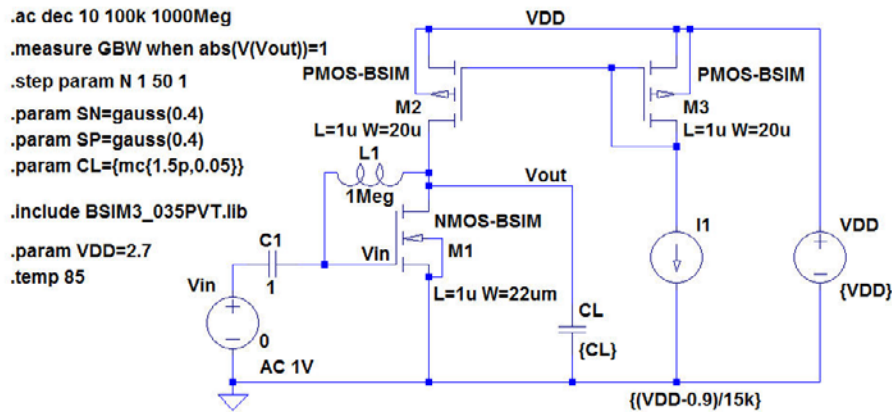 .ac dec 10 100k 1000Meg
.measure GBW when abs(V(Vout))=1
.step param N 1 50 1
.param SN=gauss(0.4)
.param SP=gauss(0.4)
.param CL={mc{1.5p,0.05}}
.include BSIM3_035PVT.lib
.param VDD=2.7
.temp 85
VDD
PMOS-BSIM
M2
L=1u W=20u
PMOS-BSIM
M3
L=1u W=20u
L1
1Meg
Vout
NMOS-BSIM
Vin
M1
L=1u W=22um
C1
1
Vin
0
AC 1V
CL
{CL}
I1
{(VDD-0.9)/15k}
VDD
{VDD}